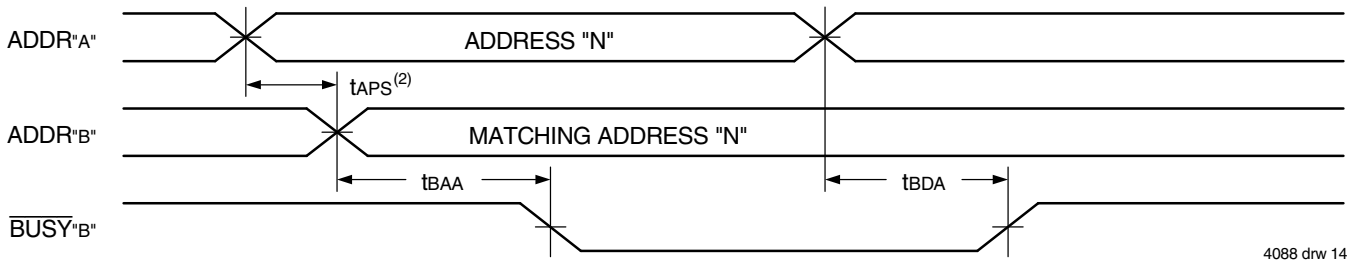 ADDR"A"
ADDRESS "N"
tAPS(2)
ADDR"B"
MATCHING ADDRESS "N"
tBAA
tBDA
BUSY"B"
4088 drw 14